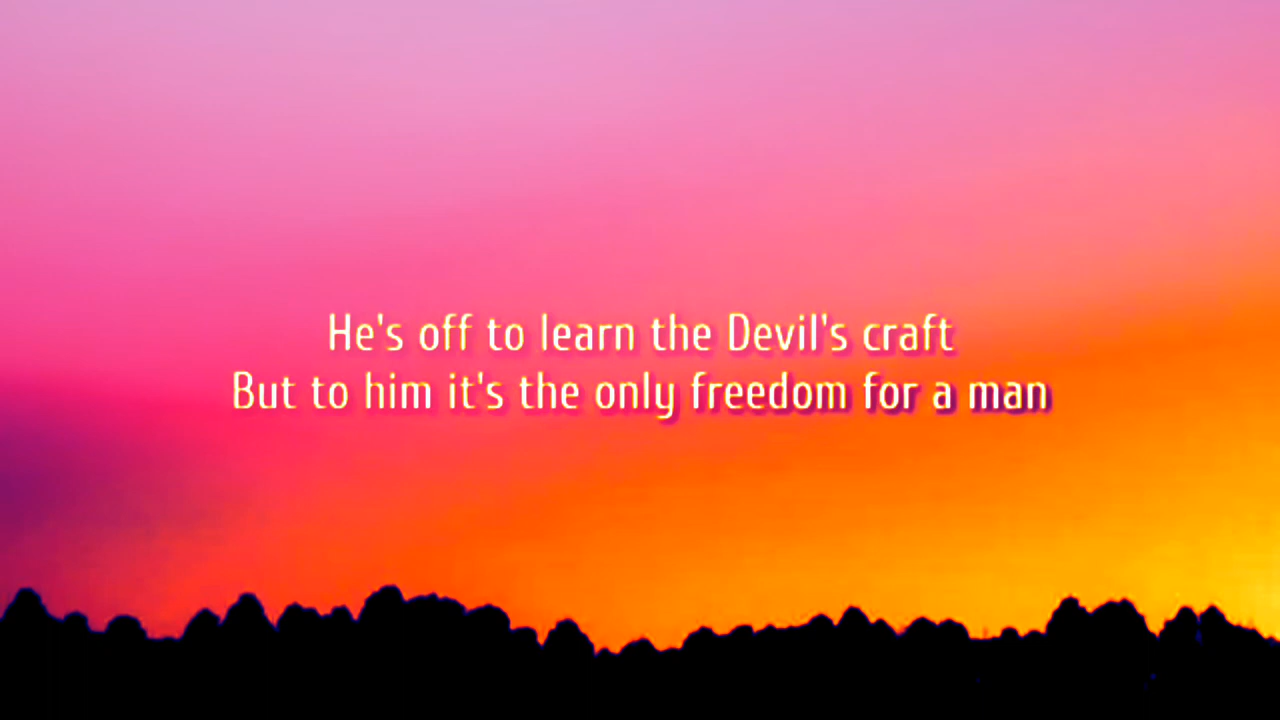 He's off to learn the Devil's craft
But to him it's the only freedom for a man